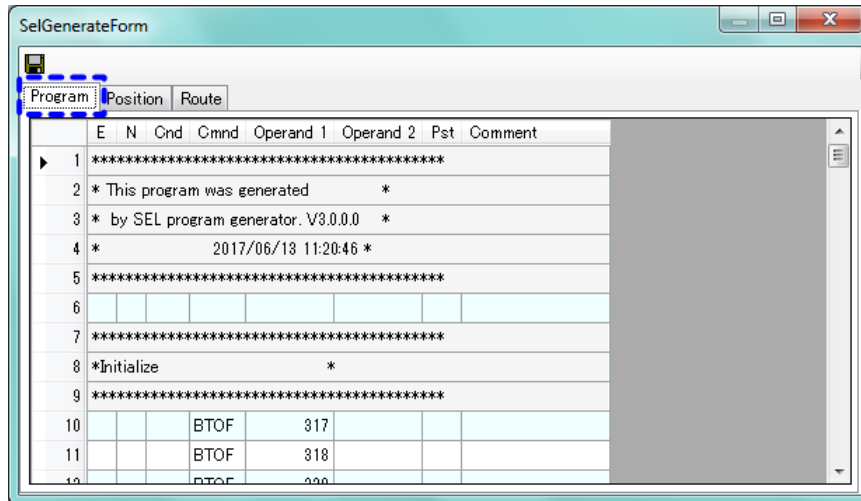 SelGenerateForm
Program Position Route
E N Cnd Cmnd Operand 1 Operand 2 Pst Comment
1 ******************************************
2 * This program was generated *
3 * by SEL program generator. V3.0.0.0 *
4 * 2017/06/13 11:20:46 *
5 ******************************************
6
7 ******************************************
8 *Initialize *
9 ******************************************
10 BTOF 317
11 BTOF 318